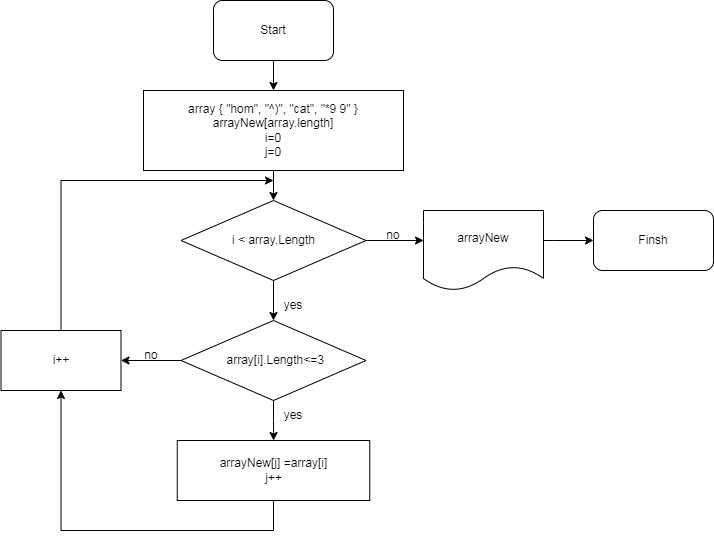 Start
array { "hom", "^)", "cat", "*9 9" }
arrayNew[array.length]
i=0
j=0
i < array.Length
no
arrayNew
Finsh
yes
i++
no
array[i].Length<=3
yes
arrayNew[j] =array[i]
j++